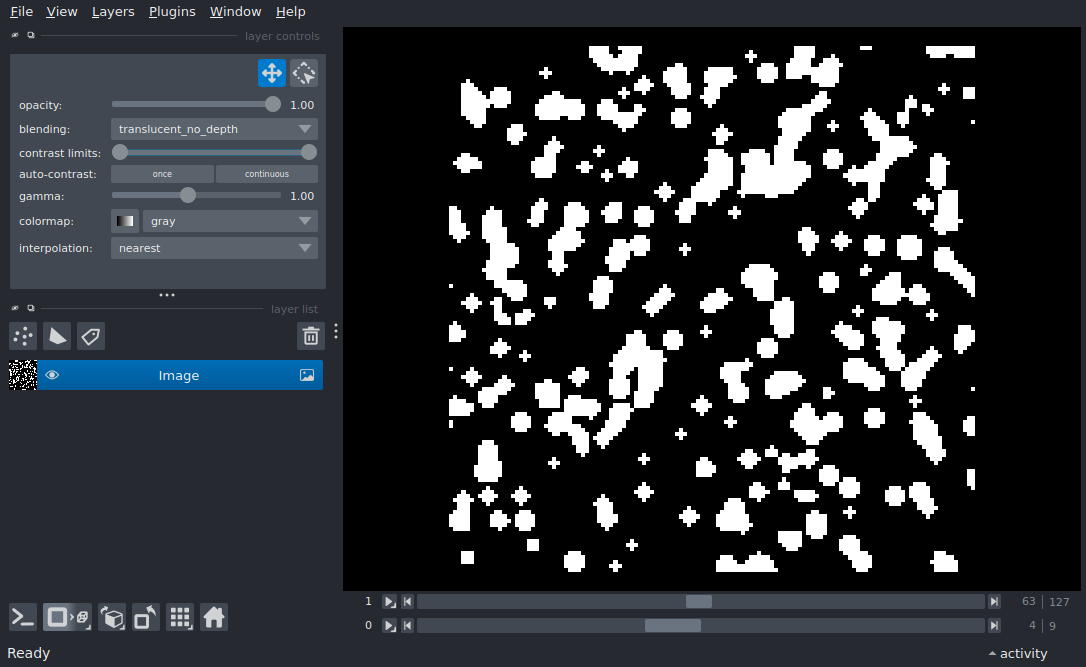 File View Layers Plugins Window Help
layer controls
opacity: 1.00
blending: translucent_no_depth
contrast limits:
auto-contrast: once continuous
gamma: 1.00
colormap: gray
interpolation: nearest
layer list
Image
1 63 127
0 4 9
Ready activity